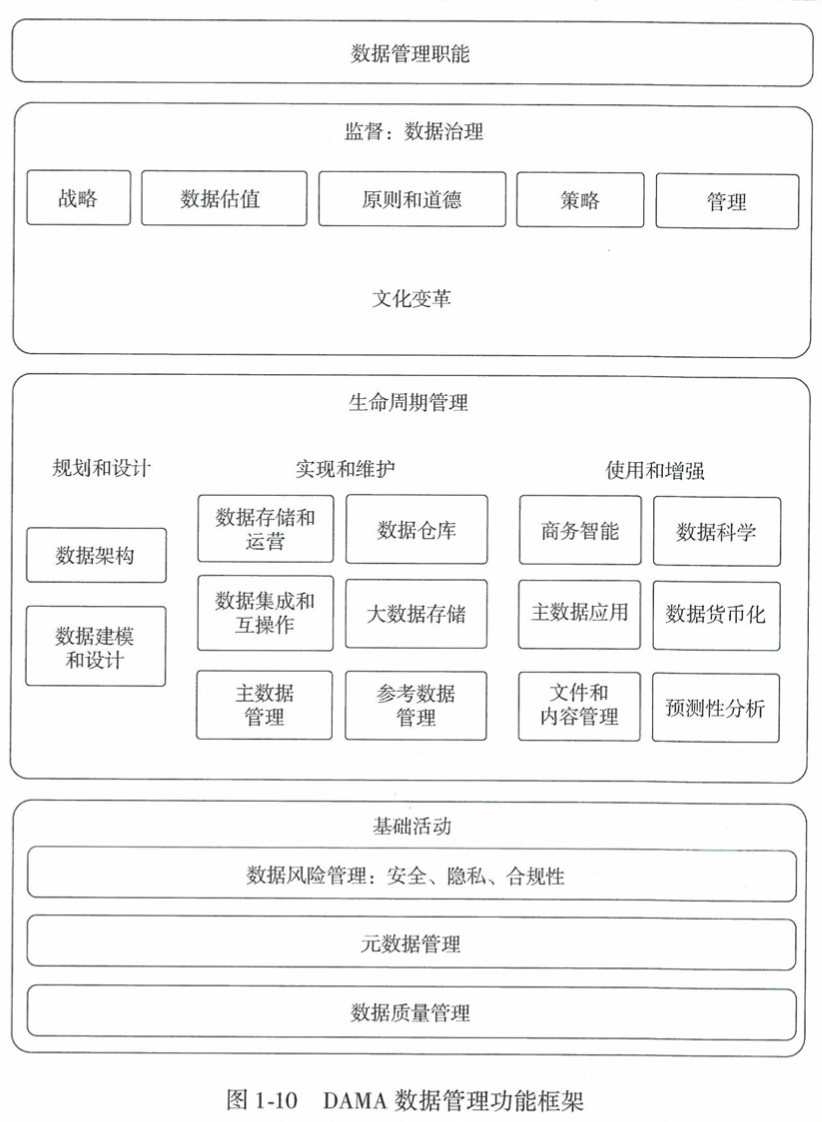 数据管理职能
监督：数据治理
战略
数据估值
原则和道德
策略
管理
文化变革
生命周期管理
规划和设计
实现和维护
使用和增强
数据架构
数据建模
和设计
数据存储和
运营
数据仓库
数据集成和
互操作
大数据存储
主数据
管理
参考数据
管理
商务智能
数据科学
主数据应用
数据货币化
文件和
内容管理
预测性分析
基础活动
数据风险管理：安全、隐私、合规性
元数据管理
数据质量管理
图 1-10 DAMA 数据管理功能框架